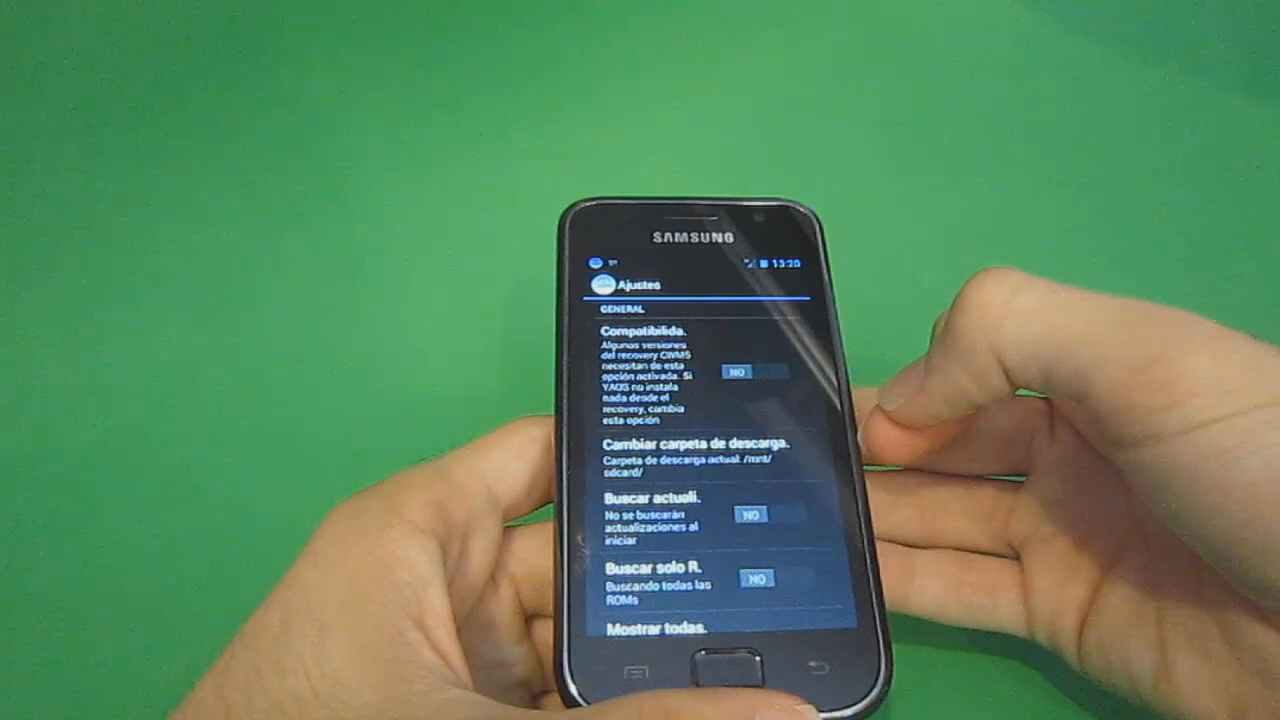 SAMSUNG
13:20
Ajustes
GENERAL
Compatibilida.
Algunas versiones
del recovery CWM5
necesitan de esta
opción activada. Si
YAOS no instala
nada desde el
recovery, cambia
esta opción
NO
Cambiar carpeta de descarga.
Carpeta de descarga actual: /mnt/
sdcard/
Buscar actuali.
No se buscarán
actualizaciones al
iniciar
NO
Buscar solo R.
Buscando todas las
ROMs
NO
Mostrar todas.